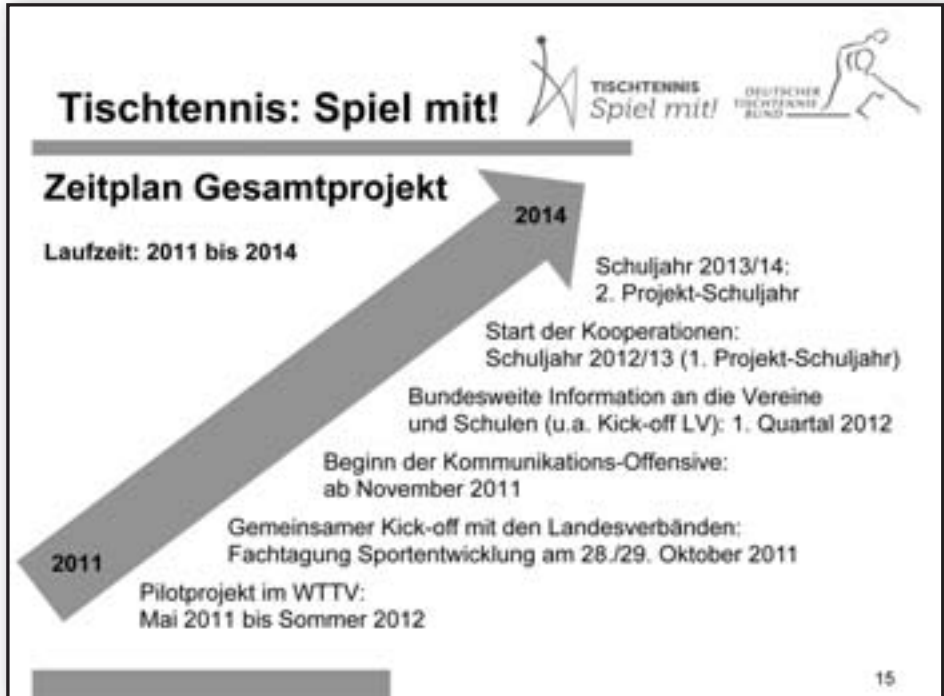 Tischtennis: Spiel mit!
TISCHTENNIS
Spiel mit!
DEUTSCHER
TISCHTENNIS
BUND
Zeitplan Gesamtprojekt
Laufzeit: 2011 bis 2014
2014
Schuljahr 2013/14:
2. Projekt-Schuljahr
Start der Kooperationen:
Schuljahr 2012/13 (1. Projekt-Schuljahr)
Bundesweite Information an die Vereine
und Schulen (u.a. Kick-off LV): 1. Quartal 2012
Beginn der Kommunikations-Offensive:
ab November 2011
Gemeinsamer Kick-off mit den Landesverbänden:
Fachtagung Sportentwicklung am 28./29. Oktober 2011
2011
Pilotprojekt im WTTV:
Mai 2011 bis Sommer 2012
15